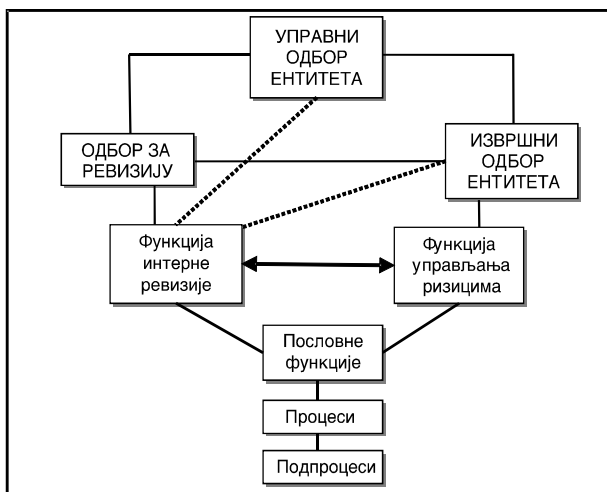 УПРАВНИ
ОДБОР
ЕНТИТЕТА
ОДБОР ЗА
РЕВИЗИЈУ
ИЗВРШНИ
ОДБОР
ЕНТИТЕТА
Функција
интерне
ревизије
Функција
управљања
ризицима
Пословне
функције
Процеси
Подпроцеси